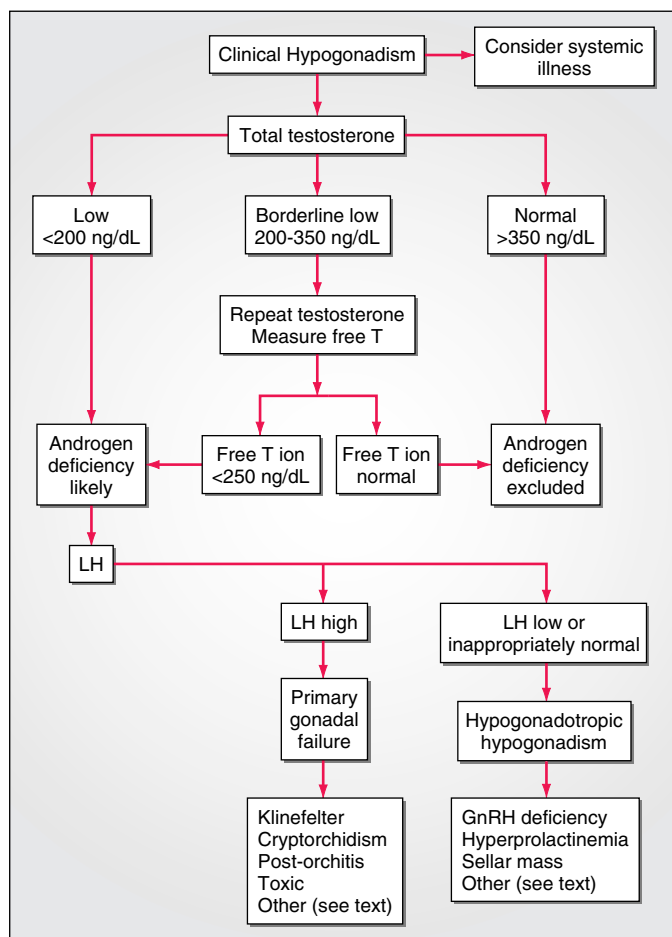 Clinical Hypogonadism
Consider systemic
illness
Total testosterone
Low
<200 ng/dL
Borderline low
200-350 ng/dL
Normal
>350 ng/dL
Repeat testosterone
Measure free T
Androgen
deficiency
likely
Free T ion
<250 ng/dL
Free T ion
normal
Androgen
deficiency
excluded
LH
LH high
LH low or
inappropriately normal
Primary
gonadal
failure
Hypogonadotropic
hypogonadism
Klinefelter
Cryptorchidism
Post-orchitis
Toxic
Other (see text)
GnRH deficiency
Hyperprolactinemia
Sellar mass
Other (see text)